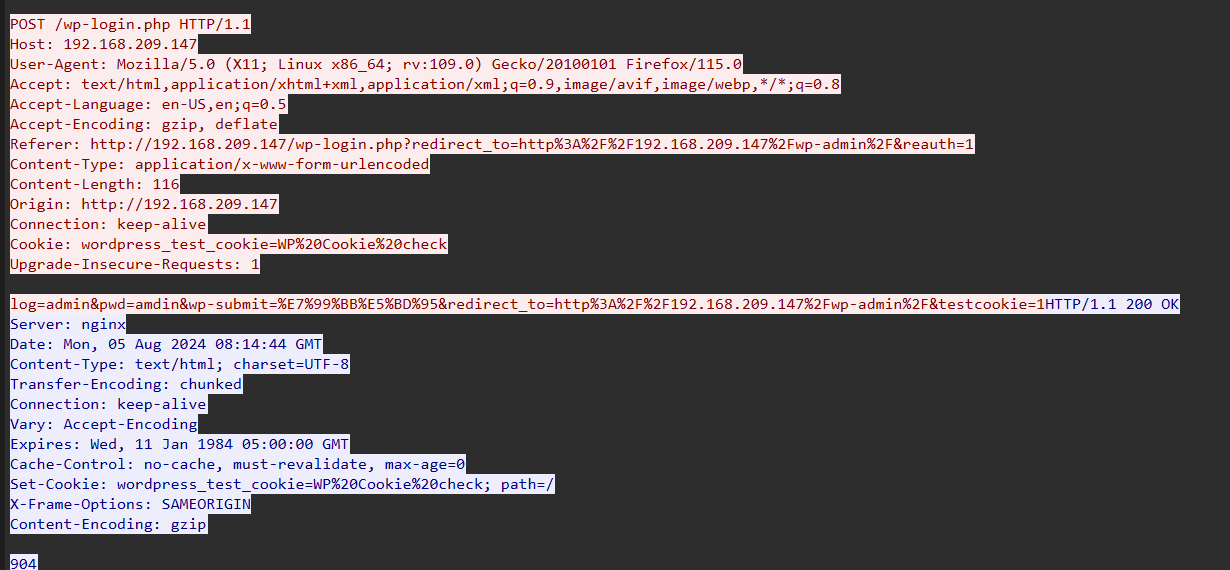 POST /wp-login.php HTTP/1.1
Host: 192.168.209.147
User-Agent: Mozilla/5.0 (X11; Linux x86_64; rv:109.0) Gecko/20100101 Firefox/115.0
Accept: text/html,application/xhtml+xml,application/xml;q=0.9,image/avif,image/webp,*/*;q=0.8
Accept-Language: en-US,en;q=0.5
Accept-Encoding: gzip, deflate
Referer: http://192.168.209.147/wp-login.php?redirect_to=http%3A%2F%2F192.168.209.147%2Fwp-admin%2F&reauth=1
Content-Type: application/x-www-form-urlencoded
Content-Length: 116
Origin: http://192.168.209.147
Connection: keep-alive
Cookie: wordpress_test_cookie=WP%20Cookie%20check
Upgrade-Insecure-Requests: 1
log=admin&pwd=amdin&wp-submit=%E7%99%BB%E5%BD%95&redirect_to=http%3A%2F%2F192.168.209.147%2Fwp-admin%2F&testcookie=1HTTP/1.1 200 OK
Server: nginx
Date: Mon, 05 Aug 2024 08:14:44 GMT
Content-Type: text/html; charset=UTF-8
Transfer-Encoding: chunked
Connection: keep-alive
Vary: Accept-Encoding
Expires: Wed, 11 Jan 1984 05:00:00 GMT
Cache-Control: no-cache, must-revalidate, max-age=0
Set-Cookie: wordpress_test_cookie=WP%20Cookie%20check; path=/
X-Frame-Options: SAMEORIGIN
Content-Encoding: gzip
904